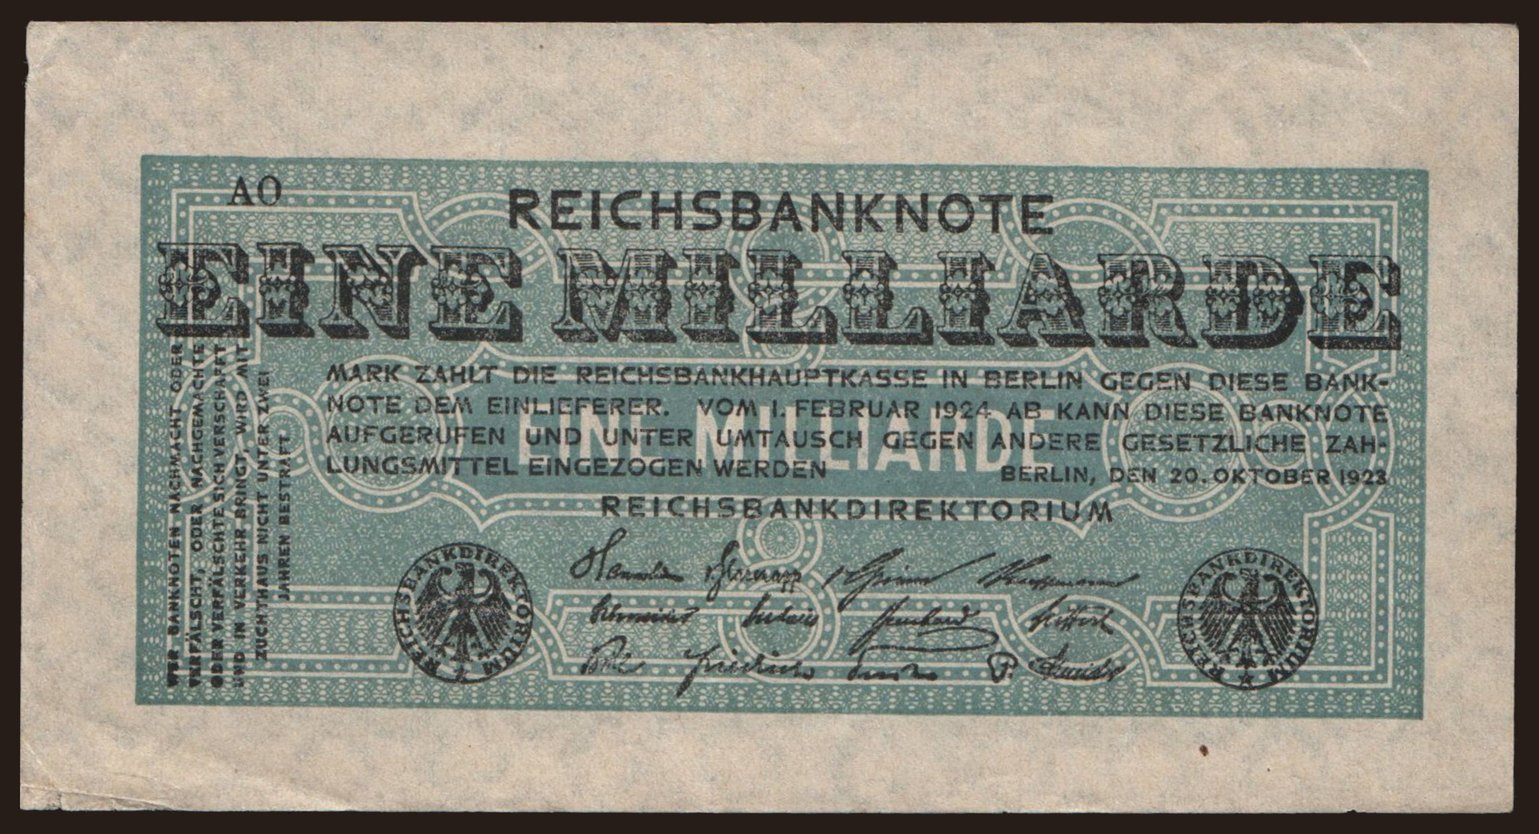 AO
REICHSBANKNOTE
EINE MILLIARDE
MARK ZAHLT DIE REICHSBANKHAUPTKASSE IN BERLIN GEGEN DIESE BANK-
NOTE DEM EINLIEFERER. VOM 1. FEBRUAR 1924 AB KANN DIESE BANKNOTE
AUFGERUFEN UND UNTER UMTAUSCH GEGEN ANDERE GESETZLICHE ZAH-
LUNGSMITTEL EINGEZOGEN WERDEN BERLIN, DEN 20. OKTOBER 1923
EINE MILLIARDE
REICHSBANKDIREKTORIUM
WER BANKNOTEN NACHMACHT ODER
VERFÄLSCHT, ODER NACHGEMACHTE
ODER VERFÄLSCHTE SICH VERSCHAFFT
UND IN VERKEHR BRINGT, WIRD MIT
ZUCHTHAUS NICHT UNTER ZWEI
JAHREN BESTRAFT
REICHSBANKDIREKTORIUM
REICHSBANKDIREKTORIUM